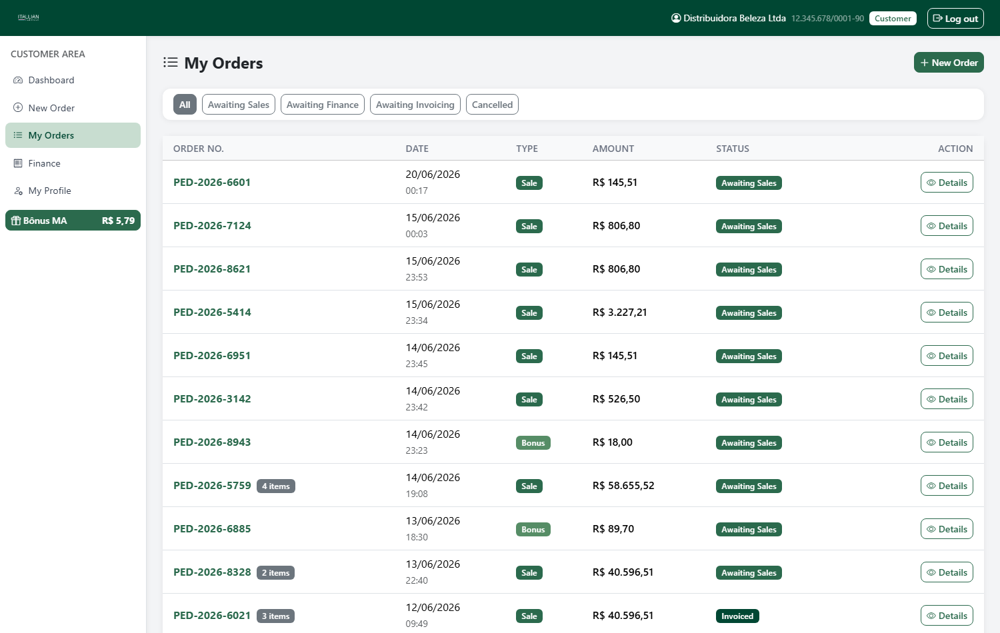 ITALLIAN
Distribuidora Beleza Ltda 12.345.678/0001-90 Customer Log out
CUSTOMER AREA
Dashboard
New Order
My Orders
Finance
My Profile
Bônus MA R$ 5,79
My Orders
New Order
All Awaiting Sales Awaiting Finance Awaiting Invoicing Cancelled
ORDER NO. DATE TYPE AMOUNT STATUS ACTION
PED-2026-6601 20/06/2026 00:17 Sale R$ 145,51 Awaiting Sales Details
PED-2026-7124 15/06/2026 00:03 Sale R$ 806,80 Awaiting Sales Details
PED-2026-8621 15/06/2026 23:53 Sale R$ 806,80 Awaiting Sales Details
PED-2026-5414 15/06/2026 23:34 Sale R$ 3.227,21 Awaiting Sales Details
PED-2026-6951 14/06/2026 23:45 Sale R$ 145,51 Awaiting Sales Details
PED-2026-3142 14/06/2026 23:42 Sale R$ 526,50 Awaiting Sales Details
PED-2026-8943 14/06/2026 23:23 Bonus R$ 18,00 Awaiting Sales Details
PED-2026-5759 4 items 14/06/2026 19:08 Sale R$ 58.655,52 Awaiting Sales Details
PED-2026-6885 13/06/2026 18:30 Bonus R$ 89,70 Awaiting Sales Details
PED-2026-8328 2 items 13/06/2026 22:40 Sale R$ 40.596,51 Awaiting Sales Details
PED-2026-6021 3 items 12/06/2026 09:49 Sale R$ 40.596,51 Invoiced Details